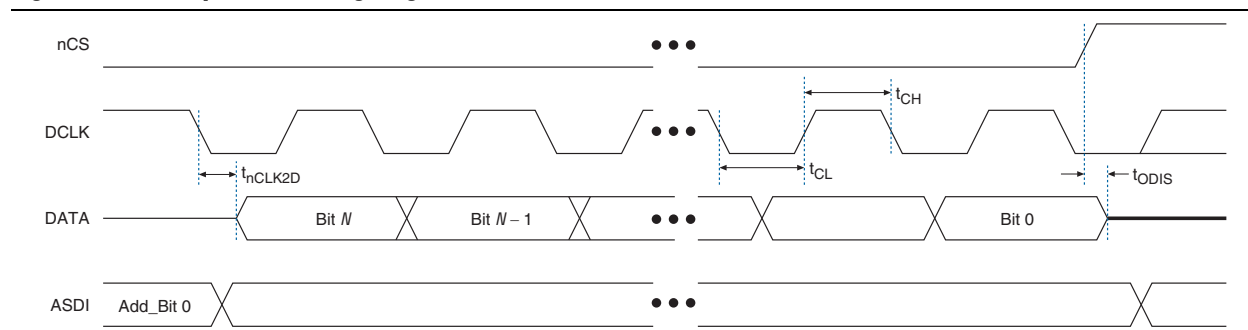 nCS
DCLK
tCH
tnCLK2D
tCL
tODIS
DATA
Bit N
Bit N – 1
Bit 0
ASDI
Add_Bit 0